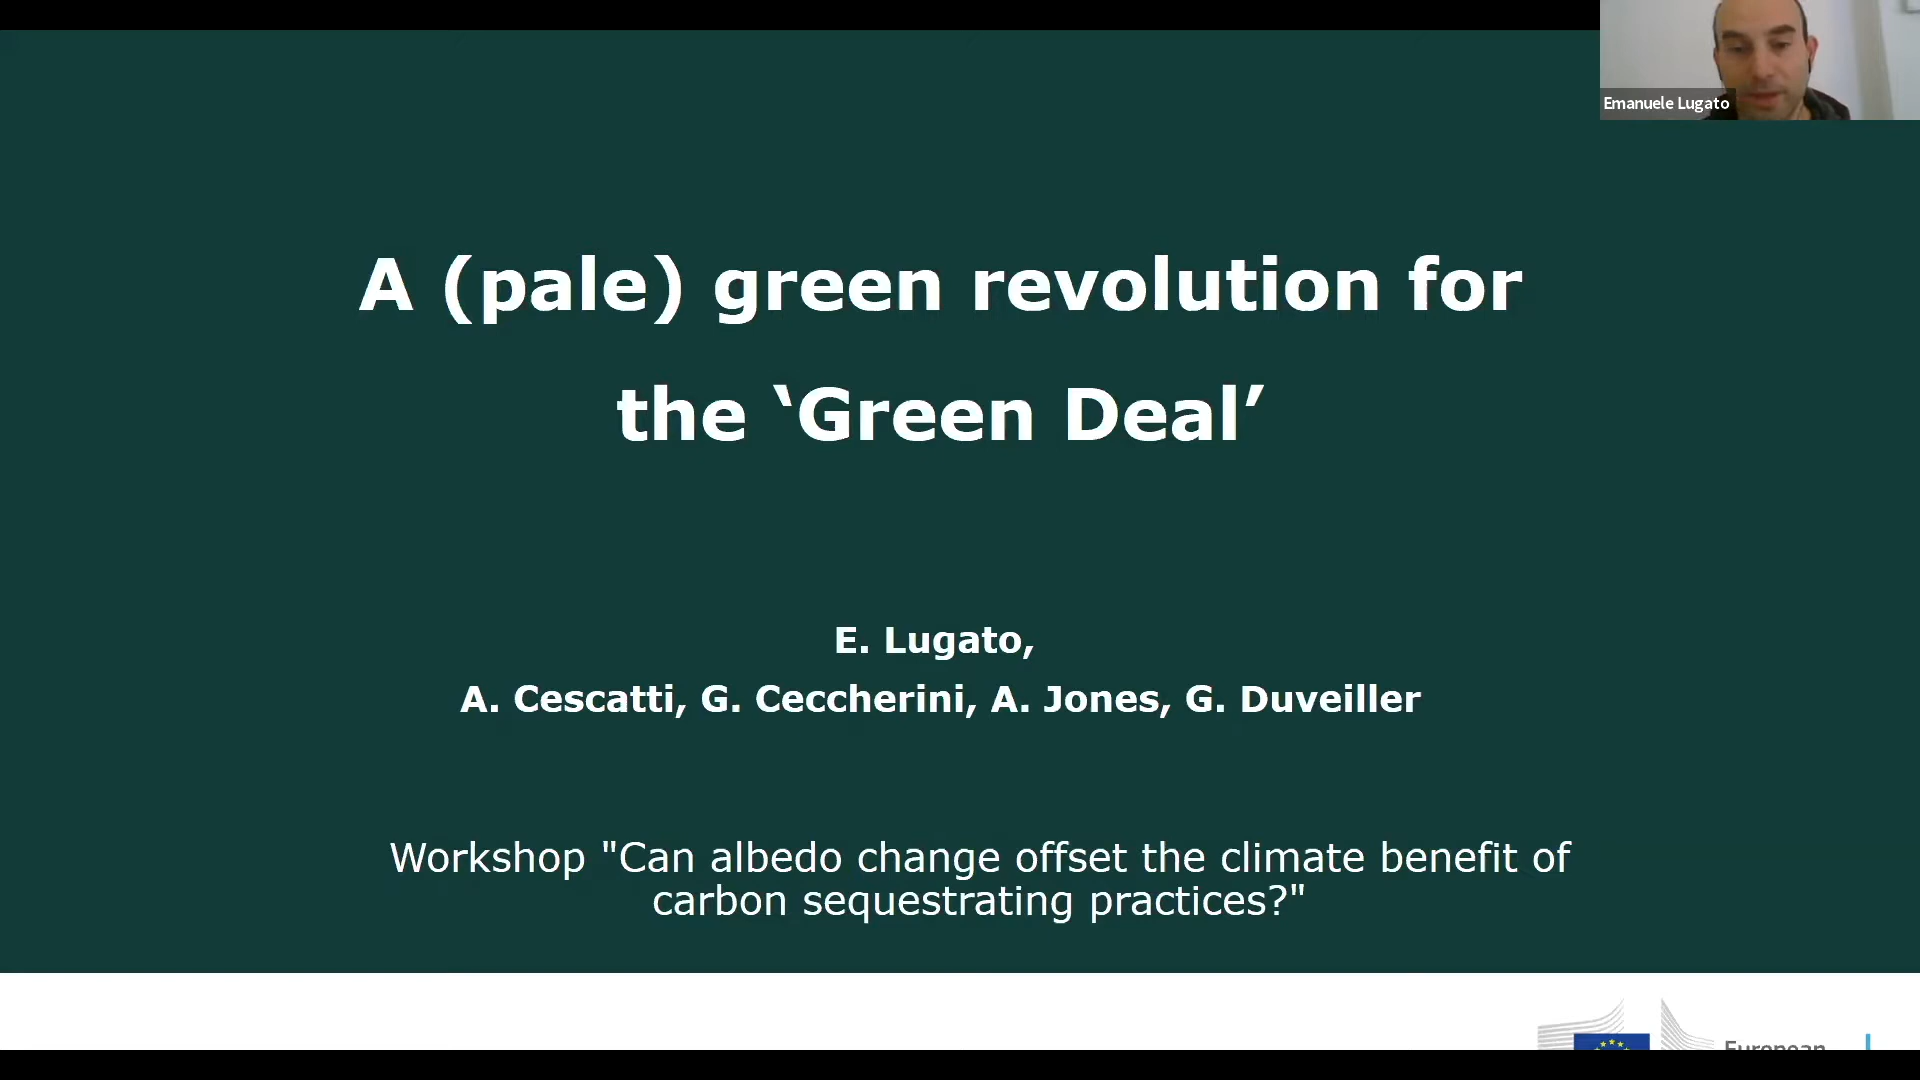 Emanuele Lugato
A (pale) green revolution for
the ‘Green Deal’
E. Lugato,
A. Cescatti, G. Ceccherini, A. Jones, G. Duveiller
Workshop "Can albedo change offset the climate benefit of
carbon sequestrating practices?"
European